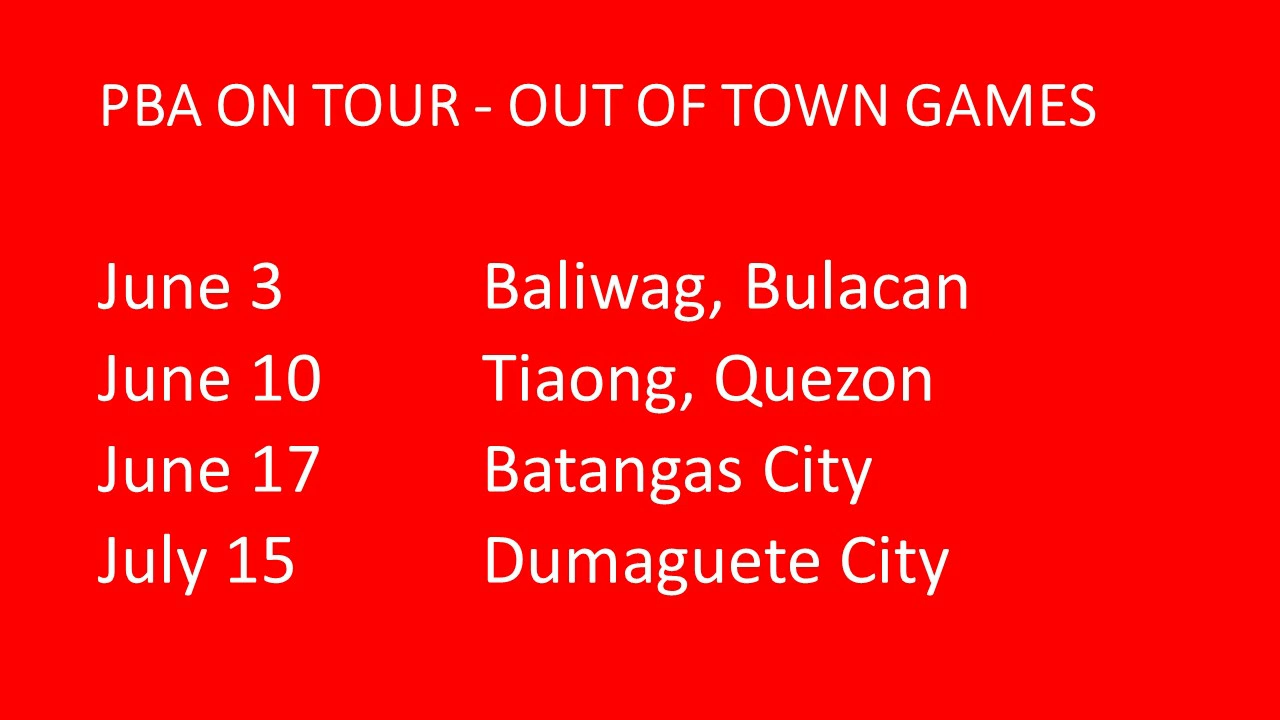 PBA ON TOUR - OUT OF TOWN GAMES
June 3 Baliwag, Bulacan
June 10 Tiaong, Quezon
June 17 Batangas City
July 15 Dumaguete City